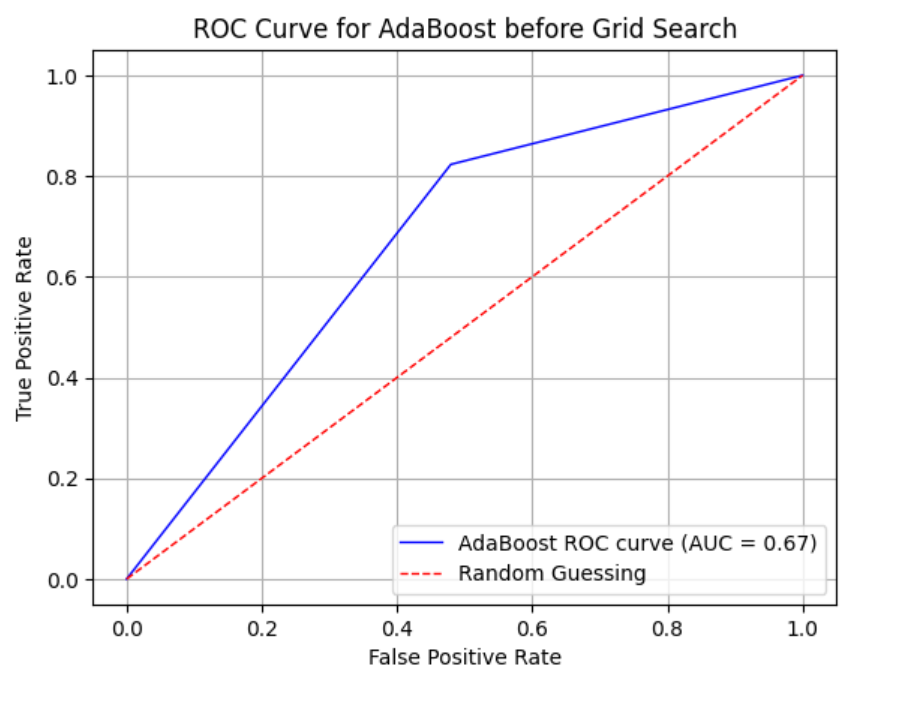 ROC Curve for AdaBoost before Grid Search
1.0
0.8
0.6
0.4
0.2
0.0
True Positive Rate
AdaBoost ROC curve (AUC = 0.67)
Random Guessing
0.0 0.2 0.4 0.6 0.8 1.0
False Positive Rate